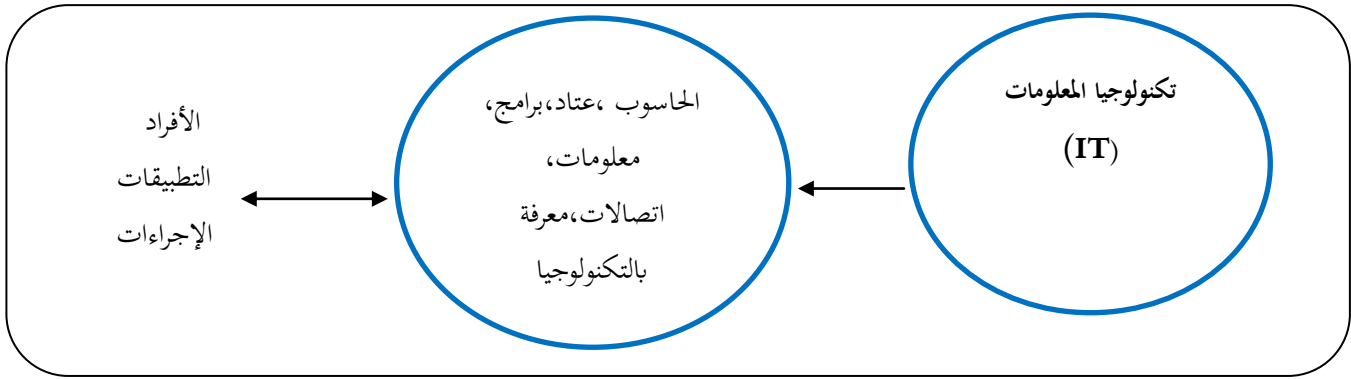 تكنولوجيا المعلومات
(IT)
الحاسوب ،عتاد،برامج،
معلومات،
اتصالات،معرفة
بالتكنولوجيا
الأفراد
التطبيقات
الإجراءات